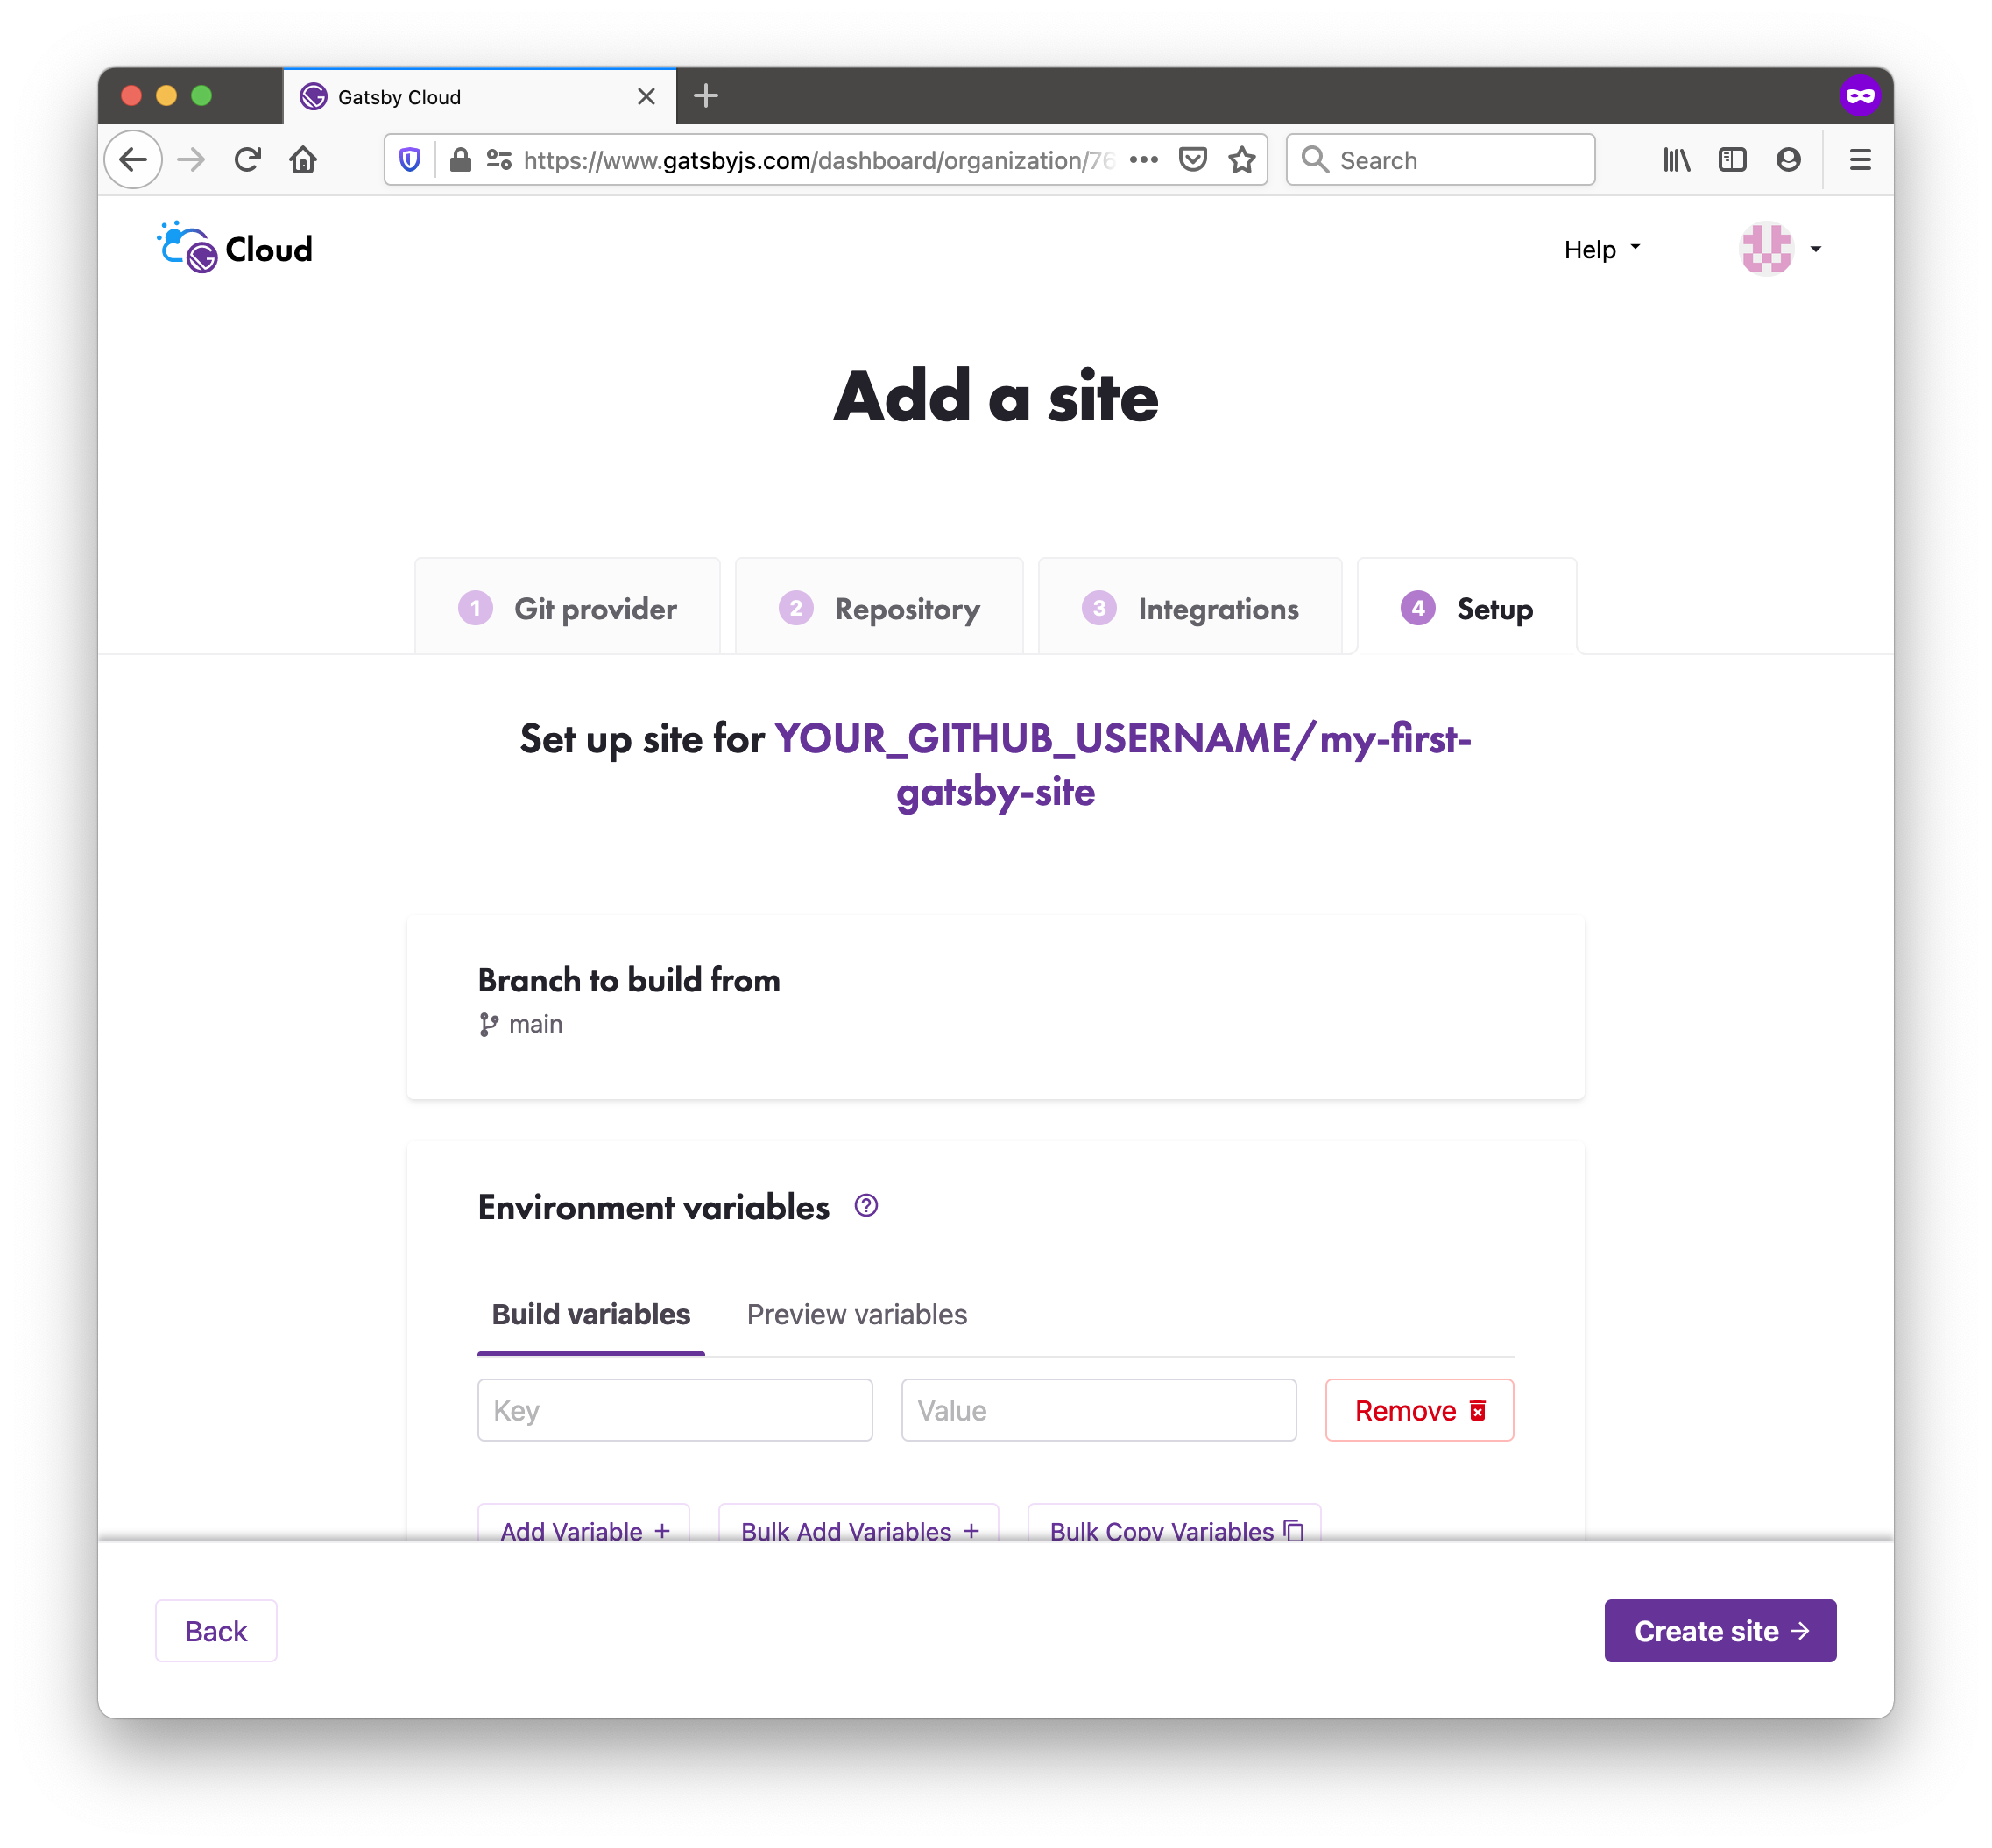 Gatsby Cloud
https://www.gatsbyjs.com/dashboard/organization/76
Search
Cloud
Help
Add a site
1 Git provider
2 Repository
3 Integrations
4 Setup
Set up site for YOUR_GITHUB_USERNAME/my-first-
gatsby-site
Branch to build from
main
Environment variables ?
Build variables
Preview variables
Key
Value
Remove
Add Variable +
Bulk Add Variables +
Bulk Copy Variables
Back
Create site →